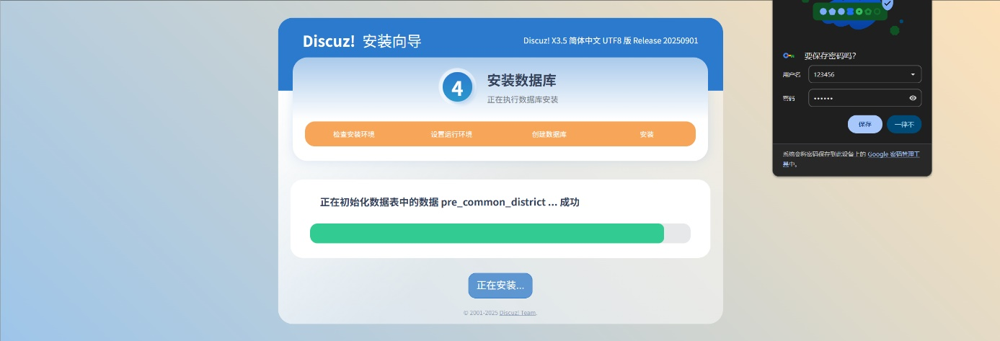 Discuz! 安装向导
Discuz! X3.5 简体中文 UTF8 版 Release 20250901
4
安装数据库
正在执行数据库安装
检查安装环境
设置运行环境
创建数据库
安装
正在初始化数据表中的数据 pre_common_district ... 成功
正在安装...
© 2001-2025 Discuz! Team.
要保存密码吗?
用户名
123456
密码
••••••
保存
一律不
系统会将密码保存到此设备上的 Google 密码管理工
具中。